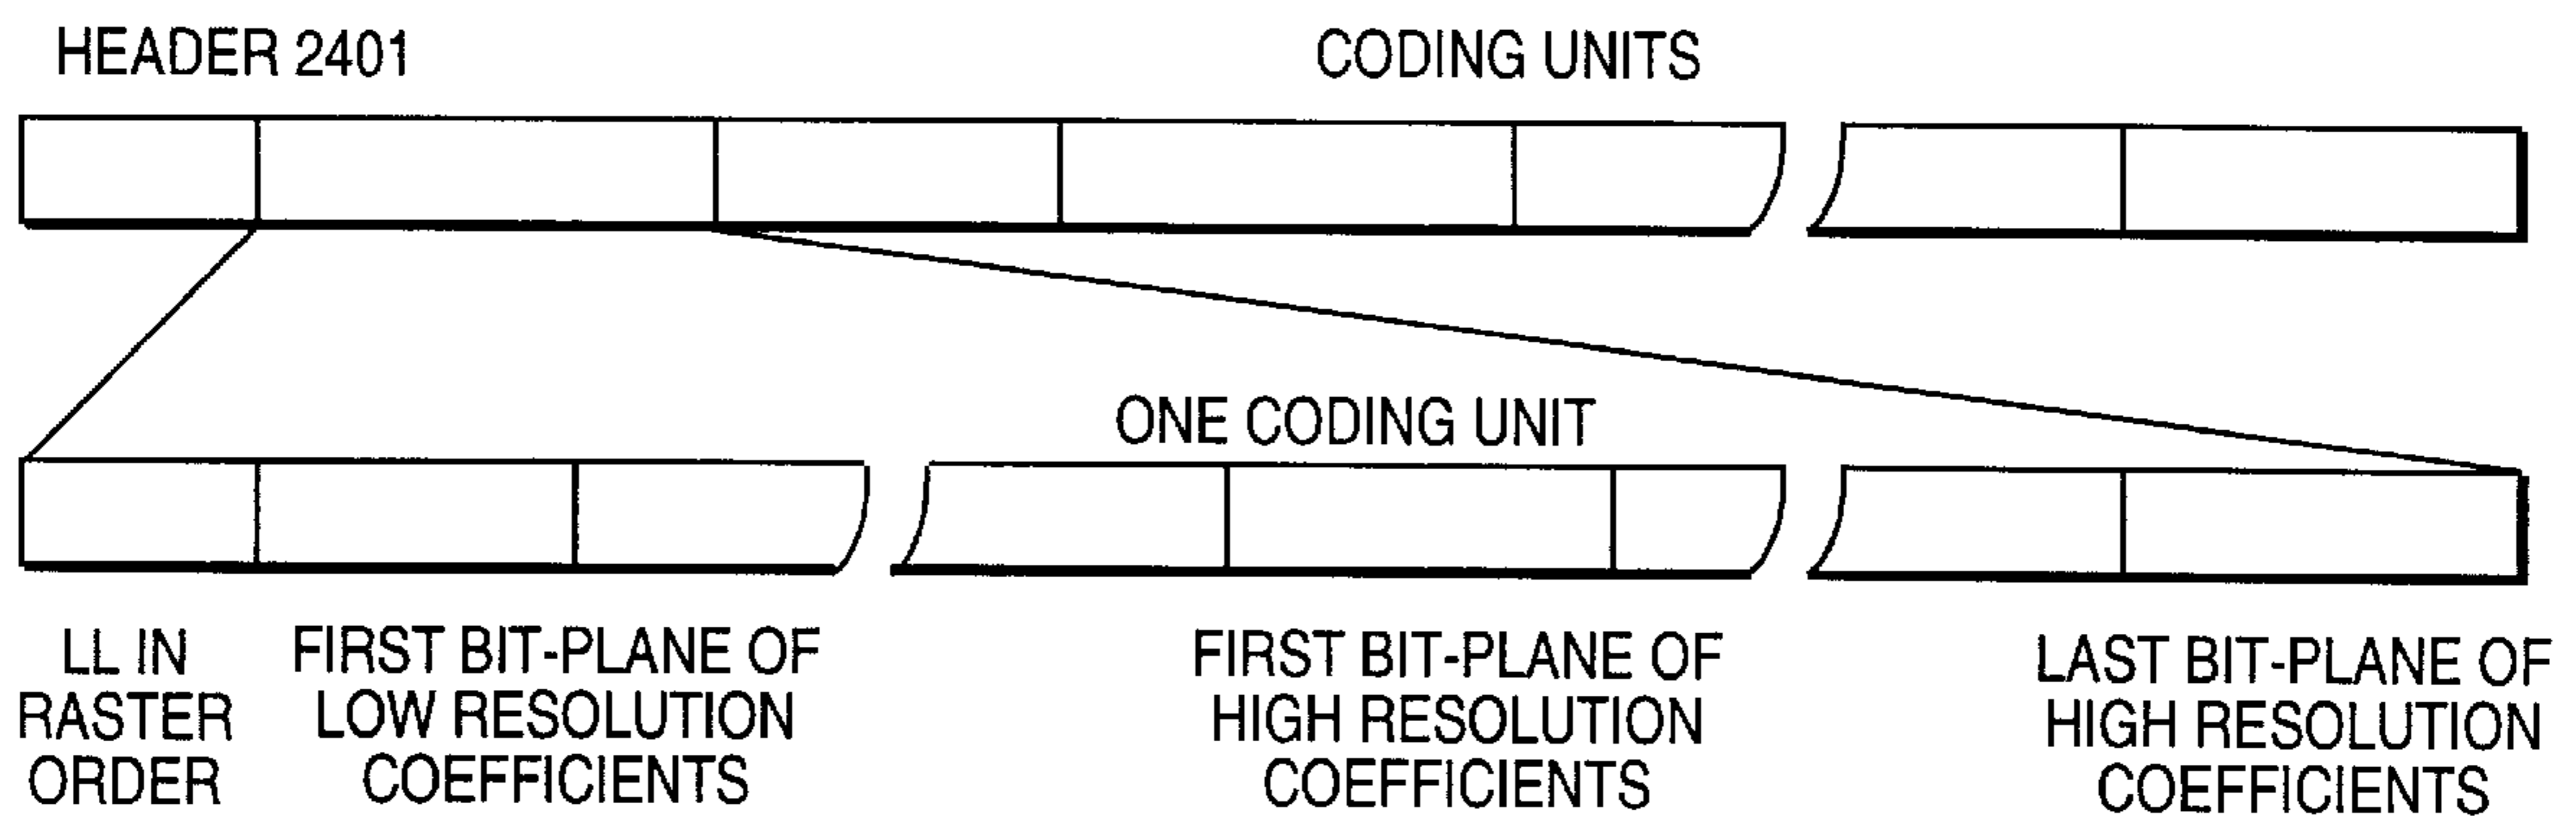 HEADER 2401
CODING UNITS
ONE CODING UNIT
LL IN
RASTER
ORDER
FIRST BIT-PLANE OF
LOW RESOLUTION
COEFFICIENTS
FIRST BIT-PLANE OF
HIGH RESOLUTION
COEFFICIENTS
LAST BIT-PLANE OF
HIGH RESOLUTION
COEFFICIENTS